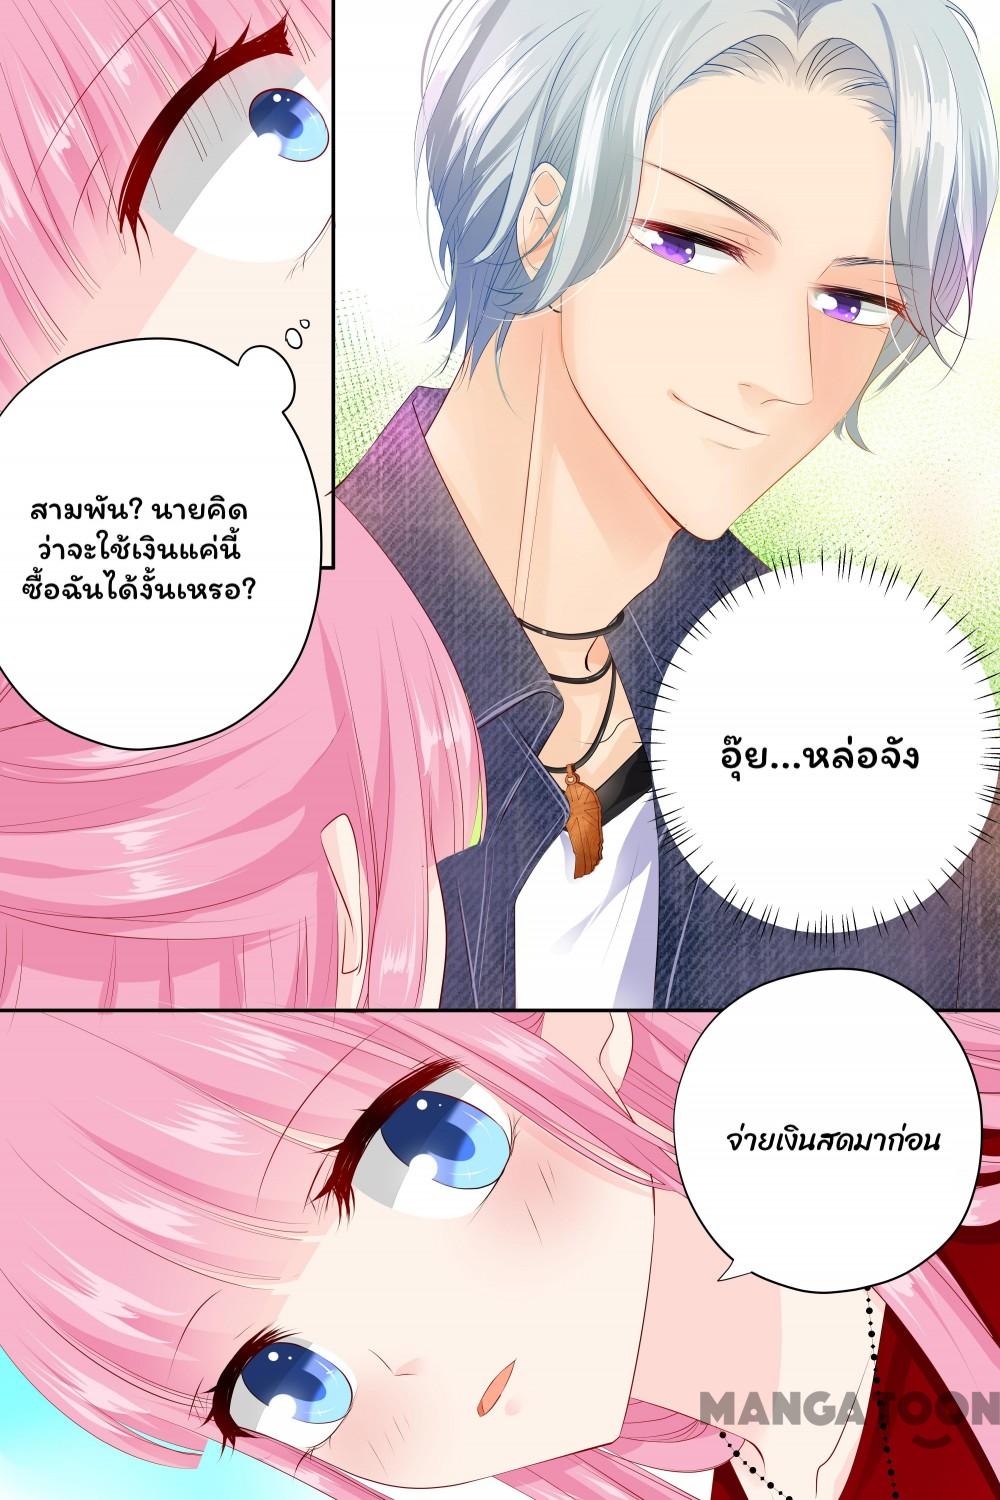 สามพัน? นายคิด
ว่าจะใช้เงินแค่นี้
ซื้อฉันได้งั้นเหรอ?
อุ๊ย...หล่อจัง
จ่ายเงินสดมาก่อน
MANGATOON